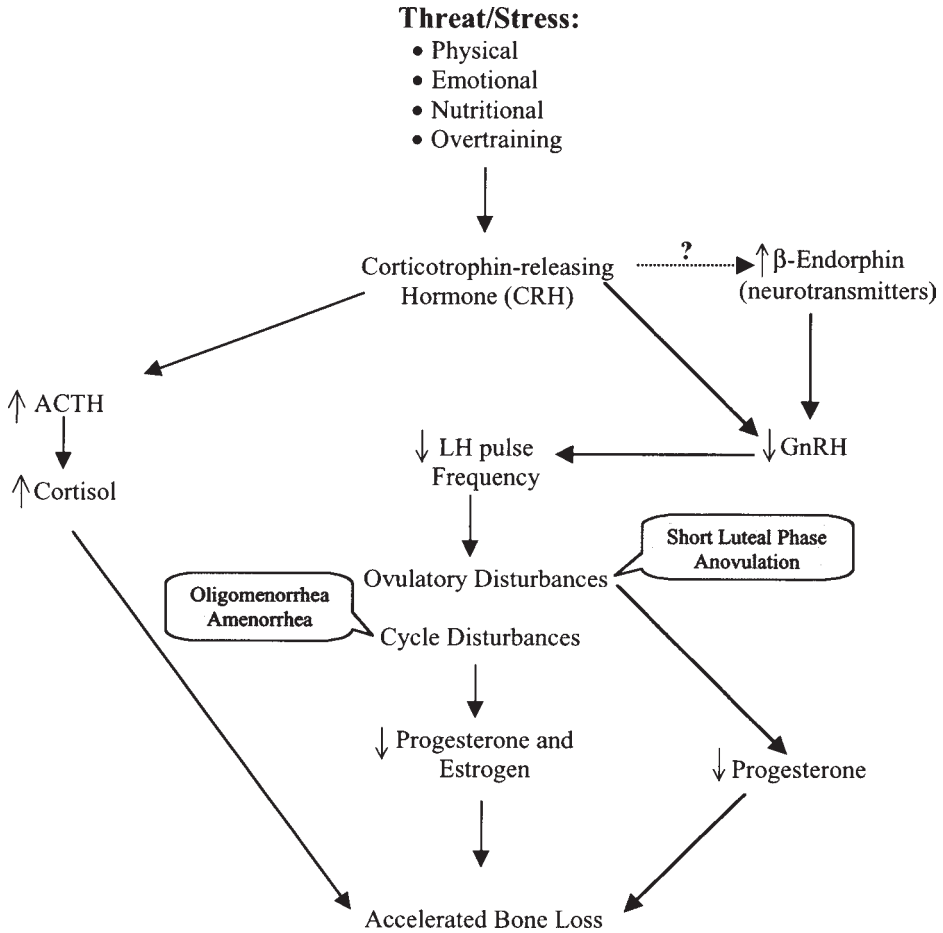 Threat/Stress:
• Physical
• Emotional
• Nutritional
• Overtraining
Corticotrophin-releasing
Hormone (CRH)
?
↑ β-Endorphin
(neurotransmitters)
↑ ACTH
↑ Cortisol
↓ LH pulse
Frequency
↓ GnRH
Short Luteal Phase
Anovulation
Ovulatory Disturbances
Oligomenorrhea
Amenorrhea
Cycle Disturbances
↓ Progesterone and
Estrogen
↓ Progesterone
Accelerated Bone Loss